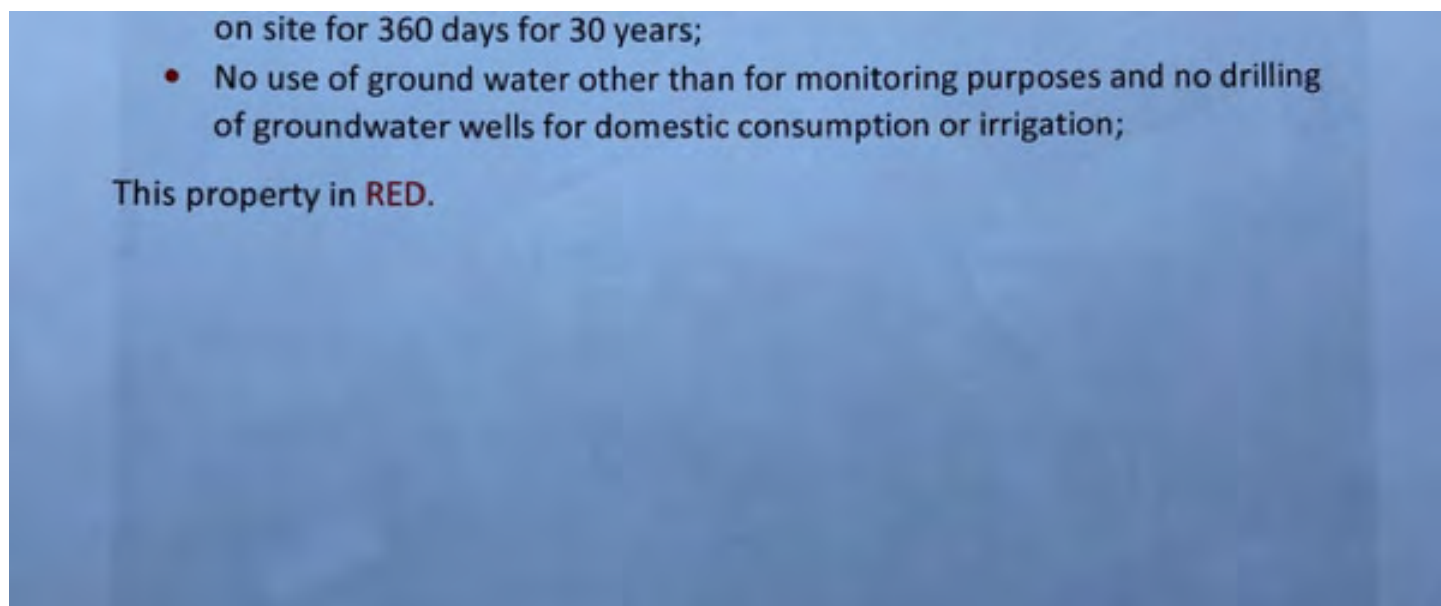 on site for 360 days for 30 years;
• No use of ground water other than for monitoring purposes and no drilling
of groundwater wells for domestic consumption or irrigation;
This property in RED.